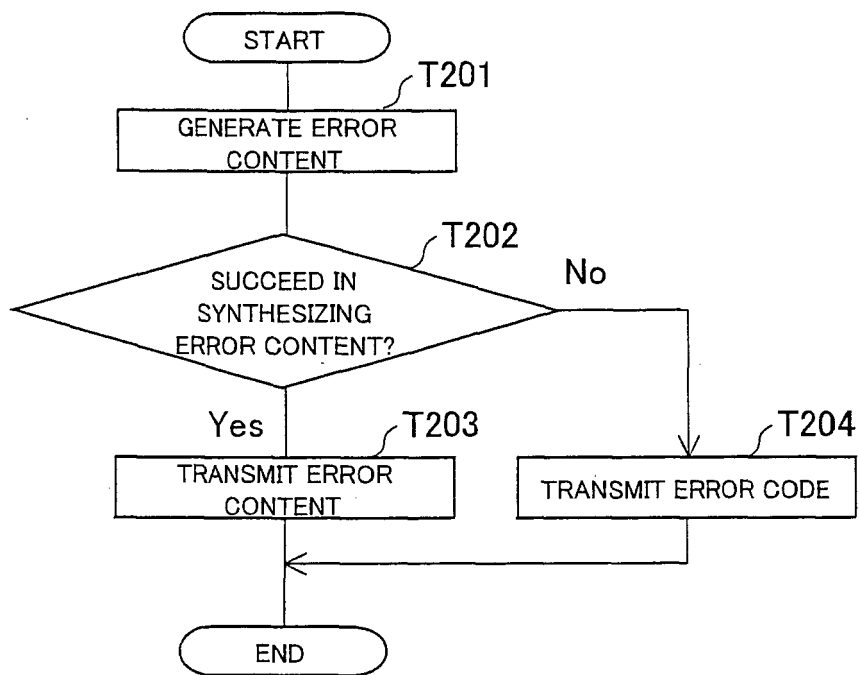 START
T201
GENERATE ERROR
CONTENT
T202
SUCCEED IN
SYNTHESIZING
ERROR CONTENT?
No
Yes
T203
TRANSMIT ERROR
CONTENT
T204
TRANSMIT ERROR CODE
END